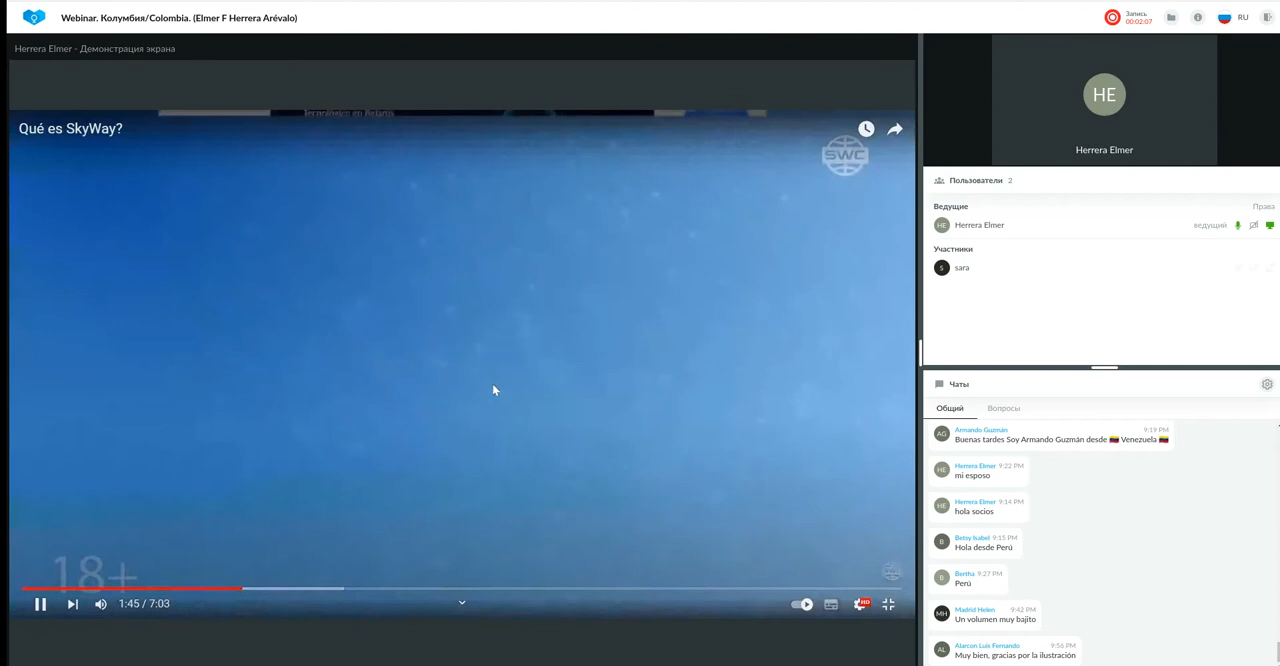 Webinar. Колумбия/Colombia. (Elmer F Herrera Arévalo)
Запись
00:02:07
RU
Herrera Elmer - Демонстрация экрана
Tecnológico en Belarús
Qué es SkyWay?
SWC
18+
1:45 / 7:03
HD
HE
Herrera Elmer
Пользователи 2
Ведущие Права
HE Herrera Elmer ведущий
Участники
S sara
Чаты
Общий Вопросы
AG Armando Guzmán 9:19 PM
Buenas tardes Soy Armando Guzmán desde 🇻🇪 Venezuela 🇻🇪
HE Herrera Elmer 9:22 PM
mi esposo
HE Herrera Elmer 9:14 PM
hola socios
B Betsy Isabel 9:15 PM
Hola desde Perú
B Bertha 9:27 PM
Perú
MH Madrid Helen 9:42 PM
Un volumen muy bajito
AL Alarcon Luis Fernando 9:56 PM
Muy bien, gracias por la ilustración